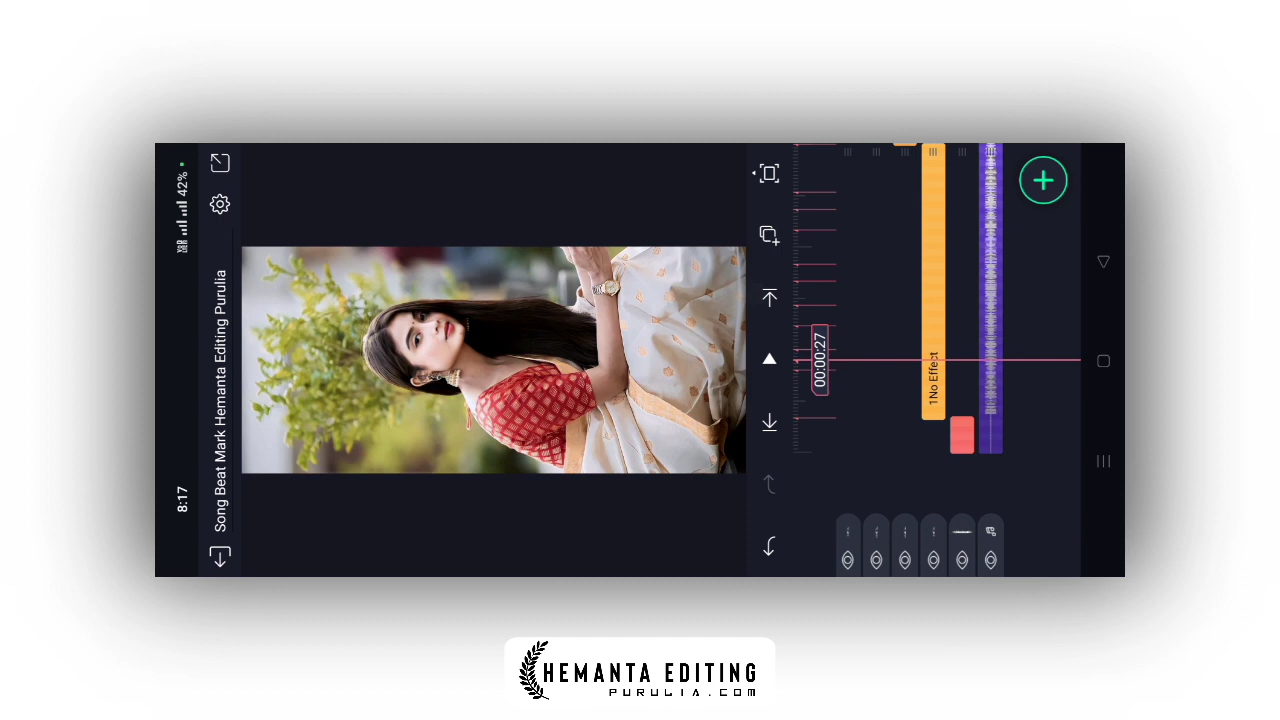 8:17
42%
Song Beat Mark Hemanta Editing Purulia
00:00:27
1No Effect
HEMANTA EDITING
PURULIA.COM